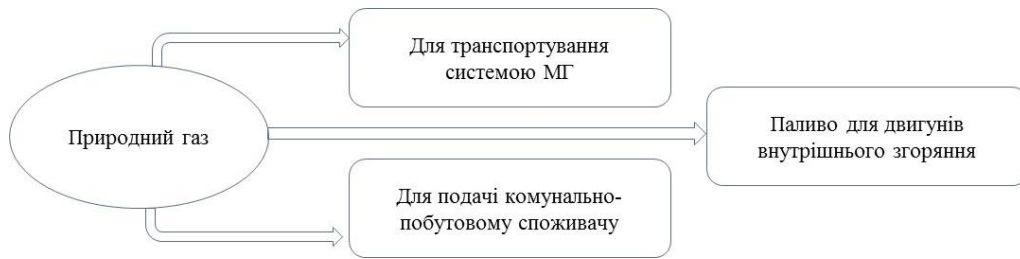 Природний газ
Для транспортування
системою МГ
Паливо для двигунів
внутрішнього згоряння
Для подачі комунально-
побутовому споживачу